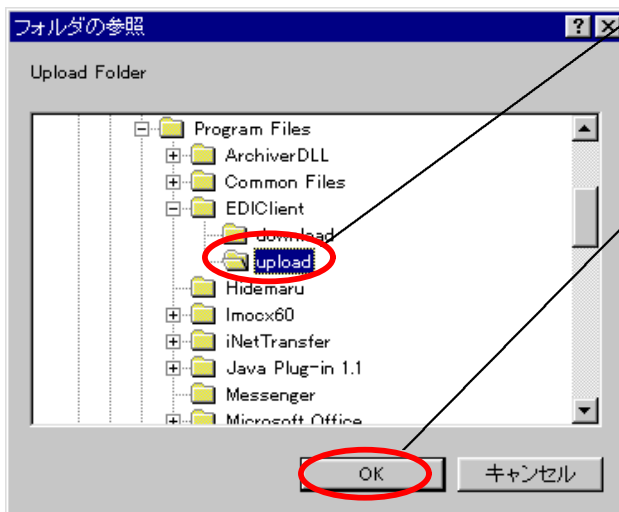 フォルダの参照
Upload Folder
Program Files
ArchiverDLL
Common Files
EDIClient
download
upload
Hidemaru
Imocx60
iNetTransfer
Java Plug-in 1.1
Messenger
Microsoft Office
OK キャンセル